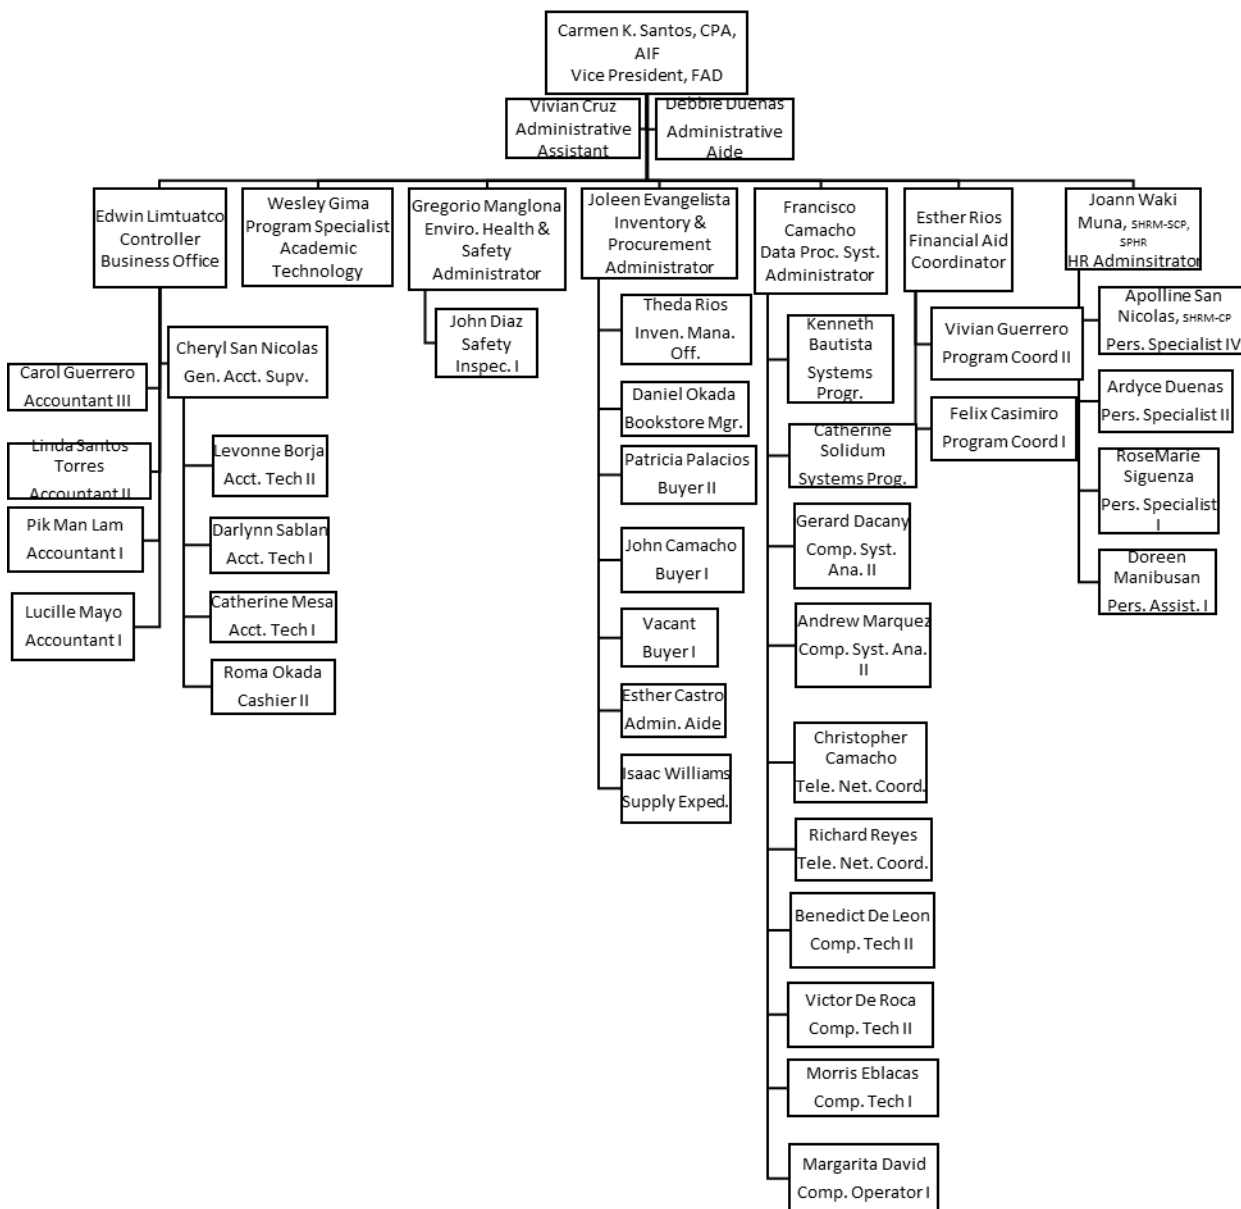 Carmen K. Santos, CPA,
AIF
Vice President, FAD
Vivian Cruz
Administrative
Assistant
Debbie Duenas
Administrative
Aide
Edwin Limtuatco
Controller
Business Office
Wesley Gima
Program Specialist
Academic
Technology
Gregorio Manglona
Enviro. Health &
Safety
Administrator
Joleen Evangelista
Inventory &
Procurement
Administrator
Francisco
Camacho
Data Proc. Syst.
Administrator
Esther Rios
Financial Aid
Coordinator
Joann Waki
Muna, SHRM-SCP,
SPHR
HR Adminsitrator
Cheryl San Nicolas
Gen. Acct. Supv.
Carol Guerrero
Accountant III
Linda Santos
Torres
Accountant II
Pik Man Lam
Accountant I
Lucille Mayo
Accountant I
Levonne Borja
Acct. Tech II
Darlynn Sablan
Acct. Tech I
Catherine Mesa
Acct. Tech I
Roma Okada
Cashier II
John Diaz
Safety
Inspec. I
Theda Rios
Inven. Mana.
Off.
Daniel Okada
Bookstore Mgr.
Patricia Palacios
Buyer II
John Camacho
Buyer I
Vacant
Buyer I
Esther Castro
Admin. Aide
Isaac Williams
Supply Exped.
Kenneth
Bautista
Systems
Progr.
Catherine
Solidum
Systems Prog.
Gerard Dacany
Comp. Syst.
Ana. II
Andrew Marquez
Comp. Syst. Ana.
II
Christopher
Camacho
Tele. Net. Coord.
Richard Reyes
Tele. Net. Coord.
Benedict De Leon
Comp. Tech II
Victor De Roca
Comp. Tech II
Morris Eblacas
Comp. Tech I
Margarita David
Comp. Operator I
Vivian Guerrero
Program Coord II
Felix Casimiro
Program Coord I
Apolline San
Nicolas, SHRM-CP
Pers. Specialist IV
Ardyce Duenas
Pers. Specialist II
RoseMarie
Siguenza
Pers. Specialist
I
Doreen
Manibusan
Pers. Assist. I